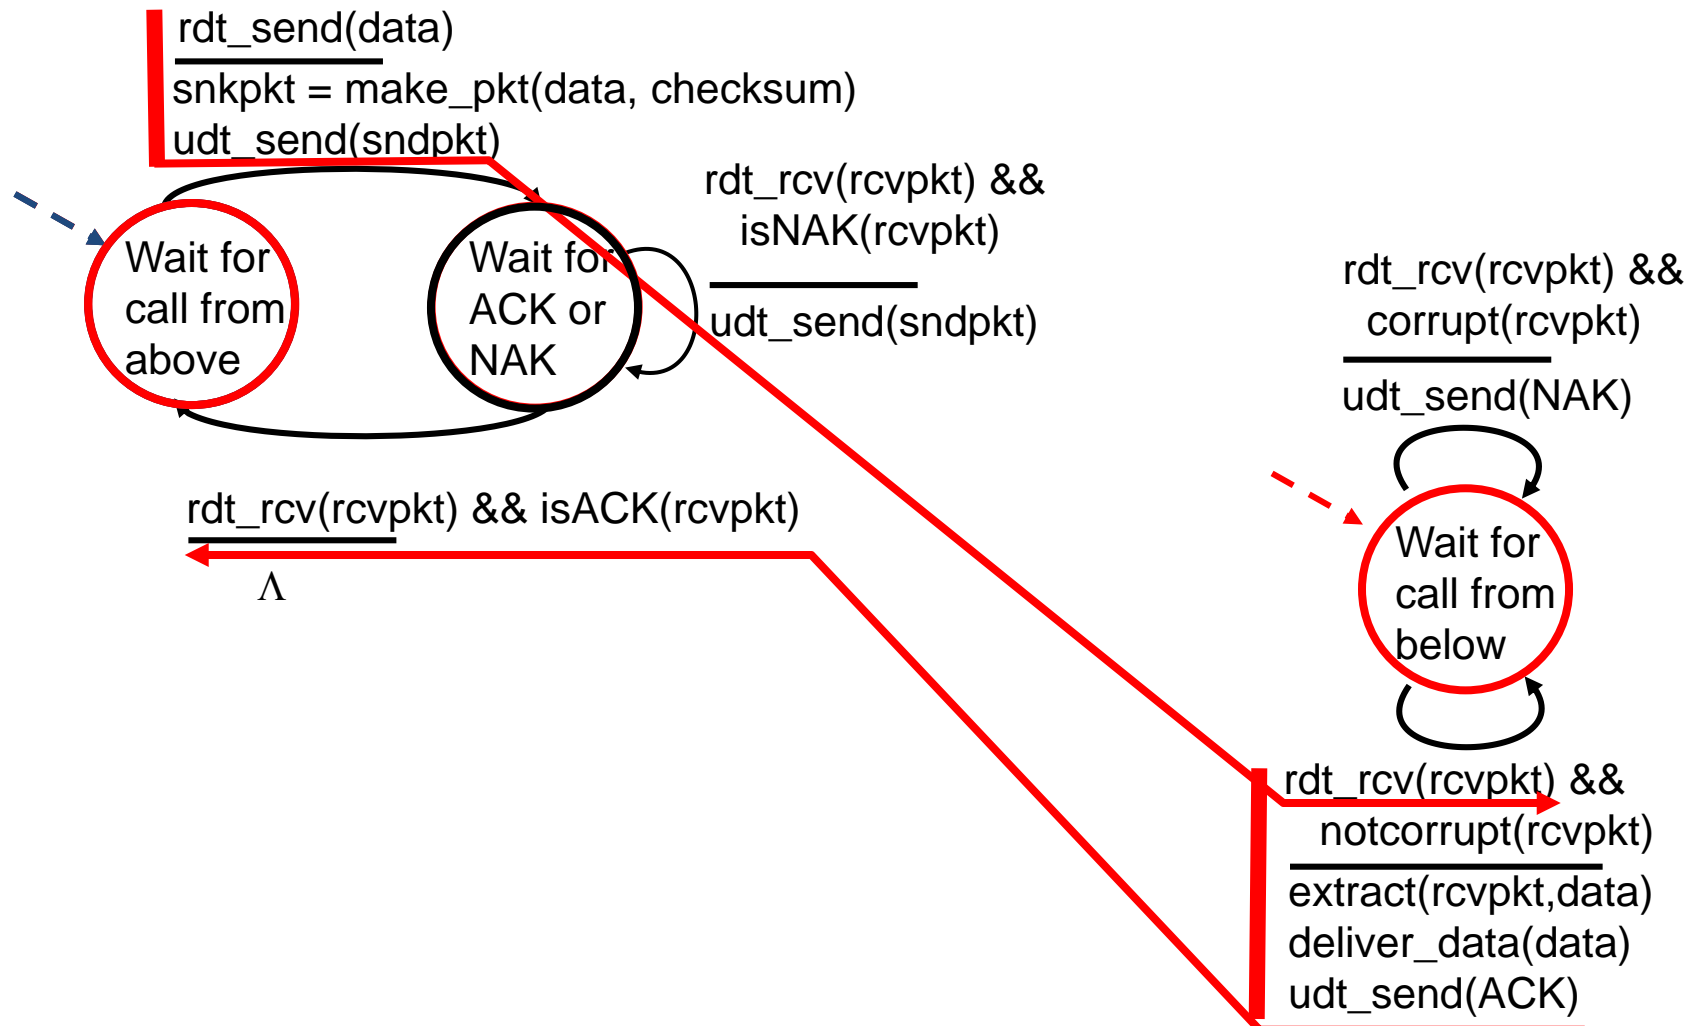 rdt_send(data)
snkpkt = make_pkt(data, checksum)
udt_send(sndpkt)
rdt_rcv(rcvpkt) &&
isNAK(rcvpkt)
udt_send(sndpkt)
Wait for
call from
above
Wait for
ACK or
NAK
rdt_rcv(rcvpkt) && isACK(rcvpkt)
Λ
rdt_rcv(rcvpkt) &&
corrupt(rcvpkt)
udt_send(NAK)
Wait for
call from
below
rdt_rcv(rcvpkt) &&
notcorrupt(rcvpkt)
extract(rcvpkt,data)
deliver_data(data)
udt_send(ACK)